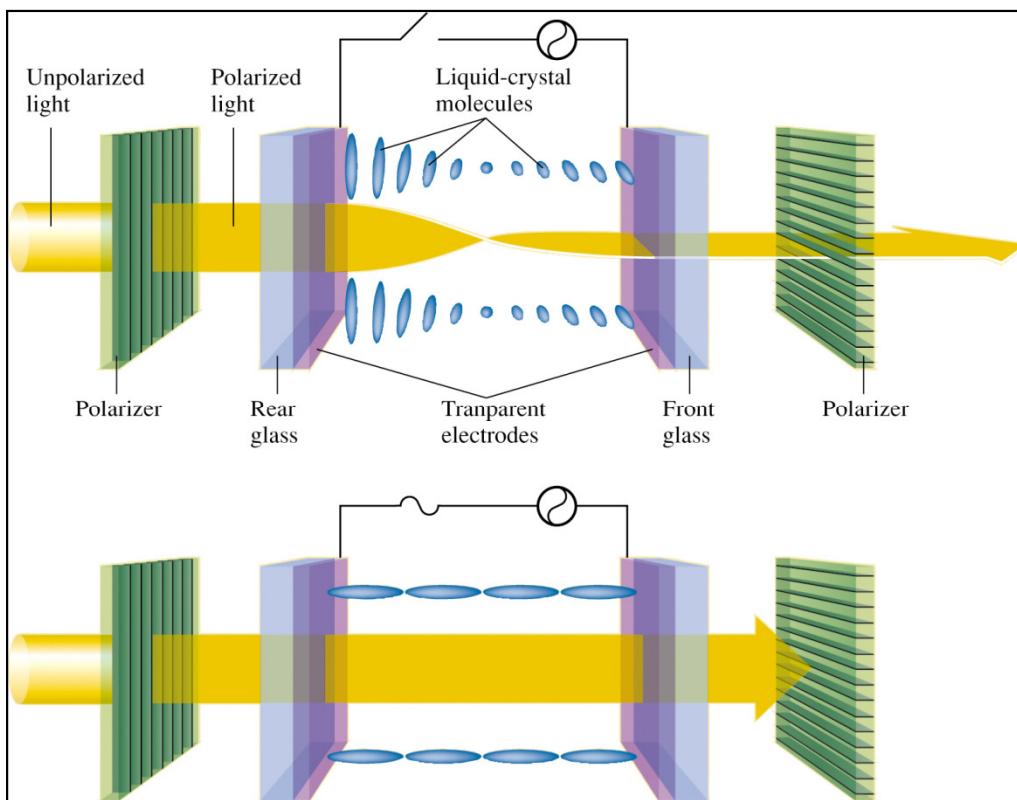 Unpolarized
light
Polarized
light
Liquid-crystal
molecules
Polarizer
Rear
glass
Tranparent
electrodes
Front
glass
Polarizer